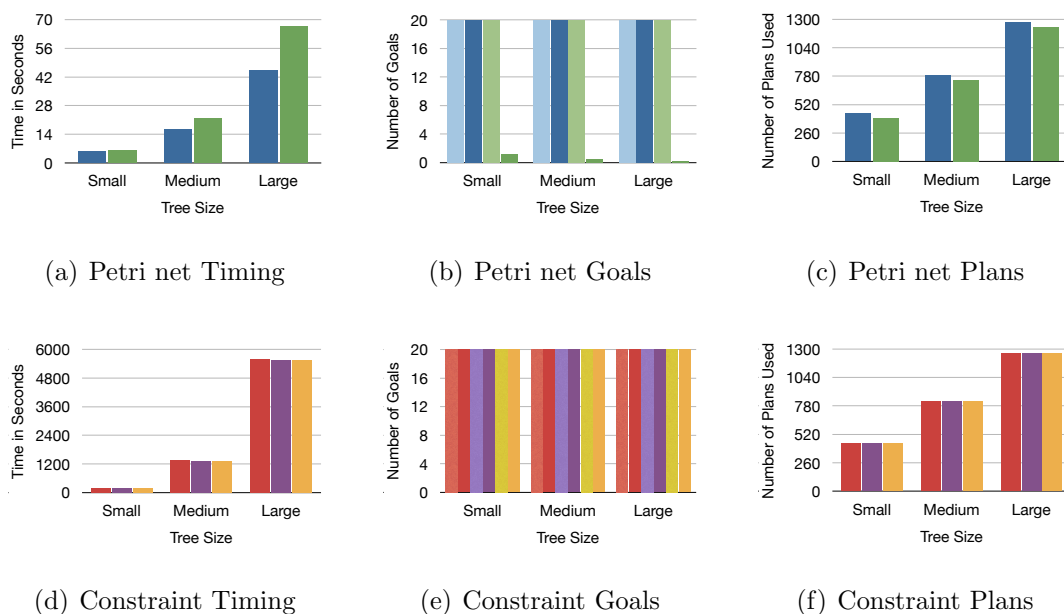 Time in Seconds
70
56
42
28
14
0
Small Medium Large
Tree Size
(a) Petri net Timing
Number of Goals
20
16
12
8
4
0
Small Medium Large
Tree Size
(b) Petri net Goals
Number of Plans Used
1300
1040
780
520
260
0
Small Medium Large
Tree Size
(c) Petri net Plans
Time in Seconds
6000
4800
3600
2400
1200
0
Small Medium Large
Tree Size
(d) Constraint Timing
Number of Goals
20
16
12
8
4
0
Small Medium Large
Tree Size
(e) Constraint Goals
Number of Plans Used
1300
1040
780
520
260
0
Small Medium Large
Tree Size
(f) Constraint Plans